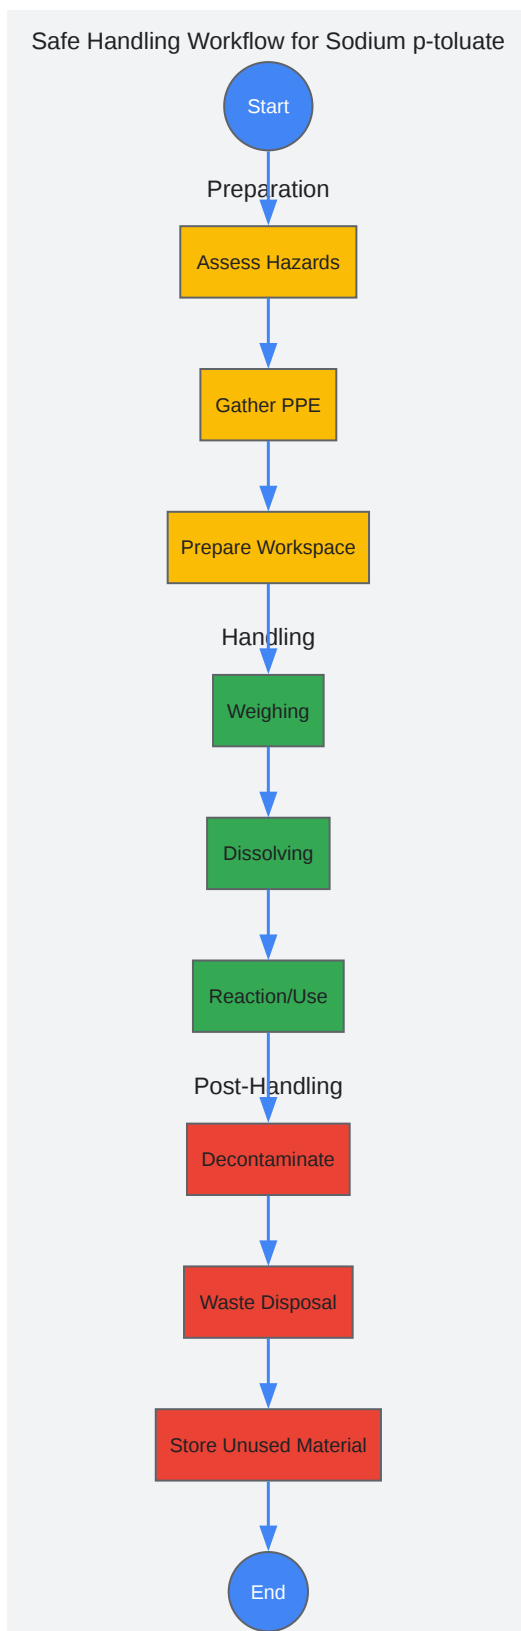 Safe Handling Workflow for Sodium p-toluate
Start
Preparation
Assess Hazards
Gather PPE
Prepare Workspace
Handling
Weighing
Dissolving
Reaction/Use
Post-Handling
Decontaminate
Waste Disposal
Store Unused Material
End